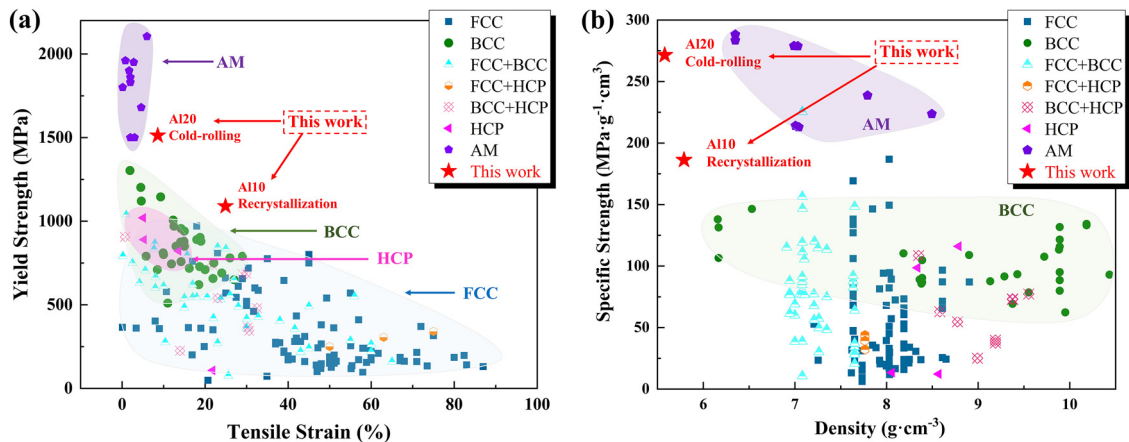 (a)
Yield Strength (MPa)
2000
1500
1000
500
0
AM
Al20
Cold-rolling
This work
Al10
Recrystallization
BCC
HCP
FCC
FCC
BCC
FCC+BCC
FCC+HCP
BCC+HCP
HCP
AM
This work
0 20 40 60 80 100
Tensile Strain (%)
(b)
Specific Strength (MPa·g⁻¹·cm³)
300
250
200
150
100
50
0
Al20
Cold-rolling
This work
AM
Al10
Recrystallization
BCC
FCC
BCC
FCC+BCC
FCC+HCP
BCC+HCP
HCP
AM
This work
6 7 8 9 10
Density (g·cm⁻³)